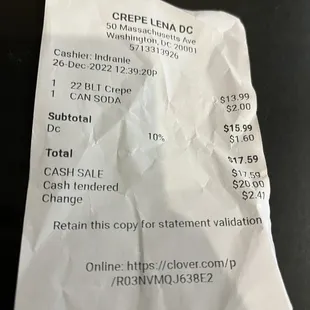 CREPE LENA DC
50 Massachusetts Ave
Washington, DC 20001
5713313926
Cashier: Indranie
26-Dec-2022 12:39:20p
1 22 BLT Crepe $13.99
1 CAN SODA $2.00
Subtotal $15.99
Dc 10% $1.60
Total $17.59
CASH SALE $17.59
Cash tendered $20.00
Change $2.41
Retain this copy for statement validation
Online: https://clover.com/p
/R03NVMQJ638E2